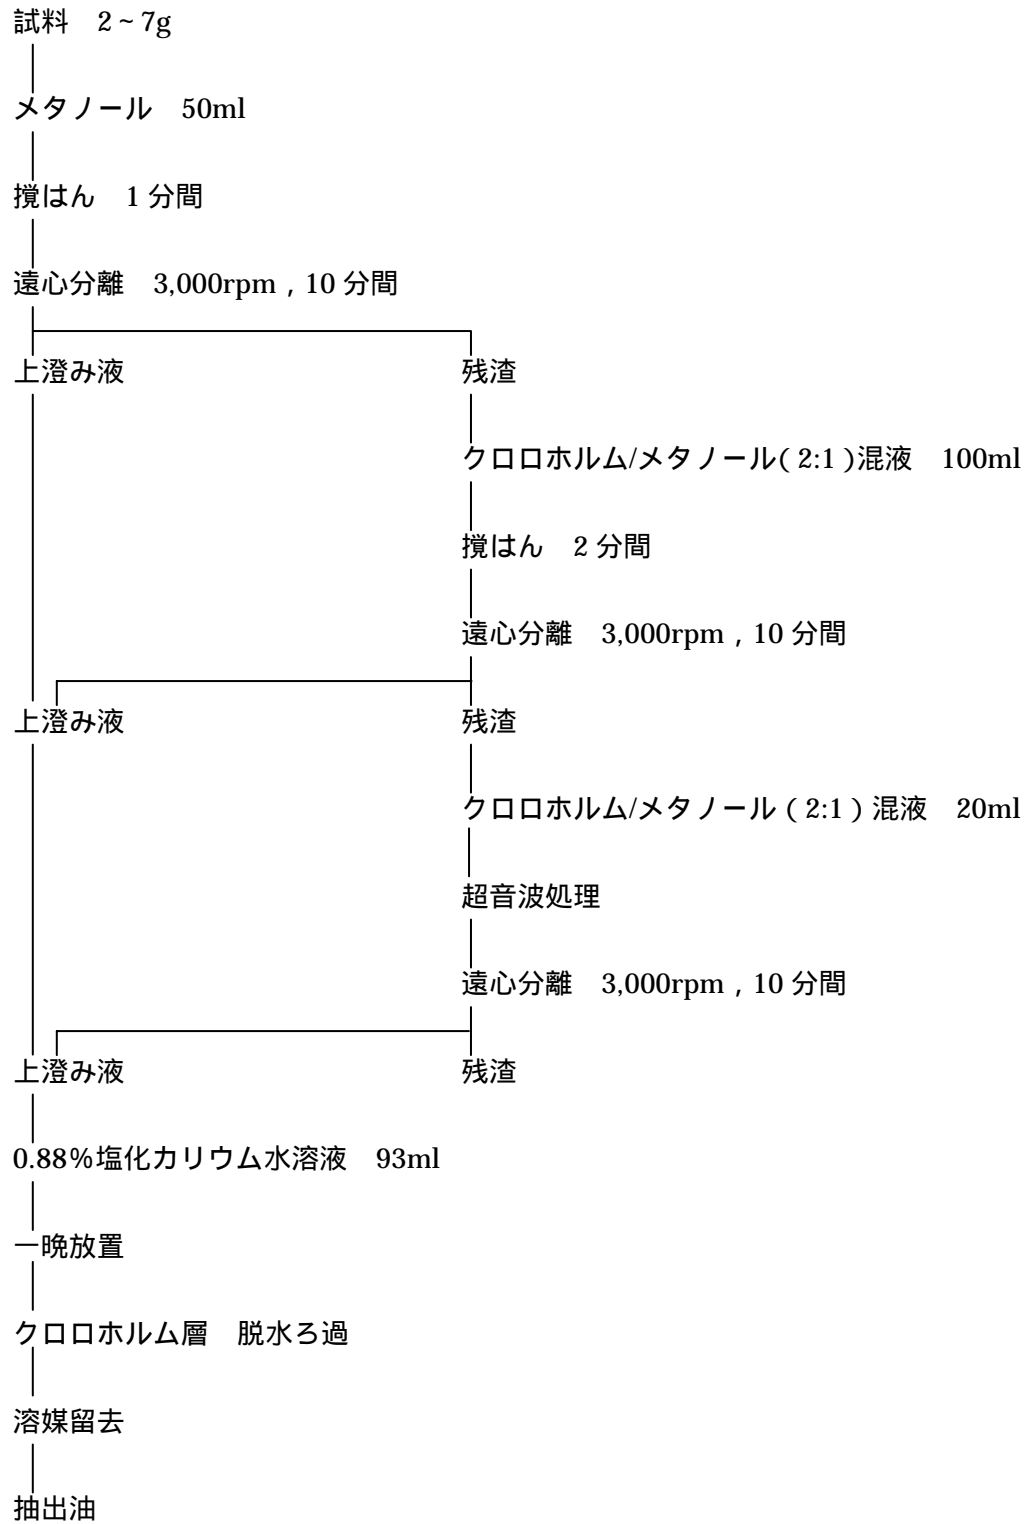 試料　2~7g
メタノール　50ml
撹はん　1 分間
遠心分離　3,000rpm , 10 分間
上澄み液　残渣
クロロホルム/メタノール( 2:1 )混液　100ml
撹はん　2 分間
遠心分離　3,000rpm , 10 分間
上澄み液　残渣
クロロホルム/メタノール ( 2:1 ) 混液　20ml
超音波処理
遠心分離　3,000rpm , 10 分間
上澄み液　残渣
0.88%塩化カリウム水溶液　93ml
一晩放置
クロロホルム層　脱水ろ過
溶媒留去
抽出油